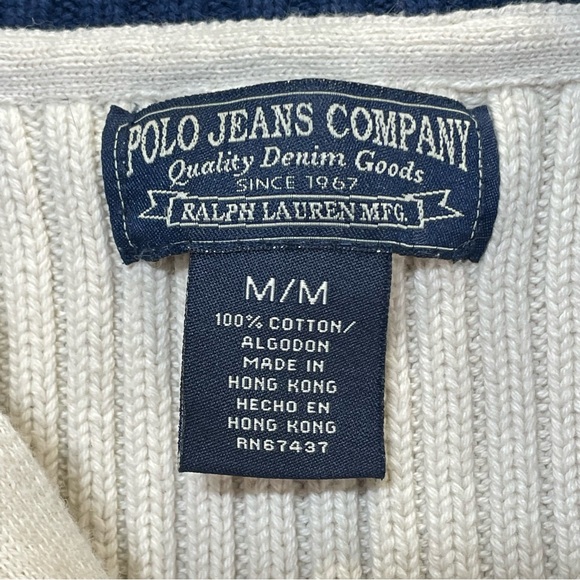 POLO JEANS COMPANY
Quality Denim Goods
SINCE 1967
RALPH LAUREN MFG.
M/M
100% COTTON/
ALGODON
MADE IN
HONG KONG
HECHO EN
HONG KONG
RN67437